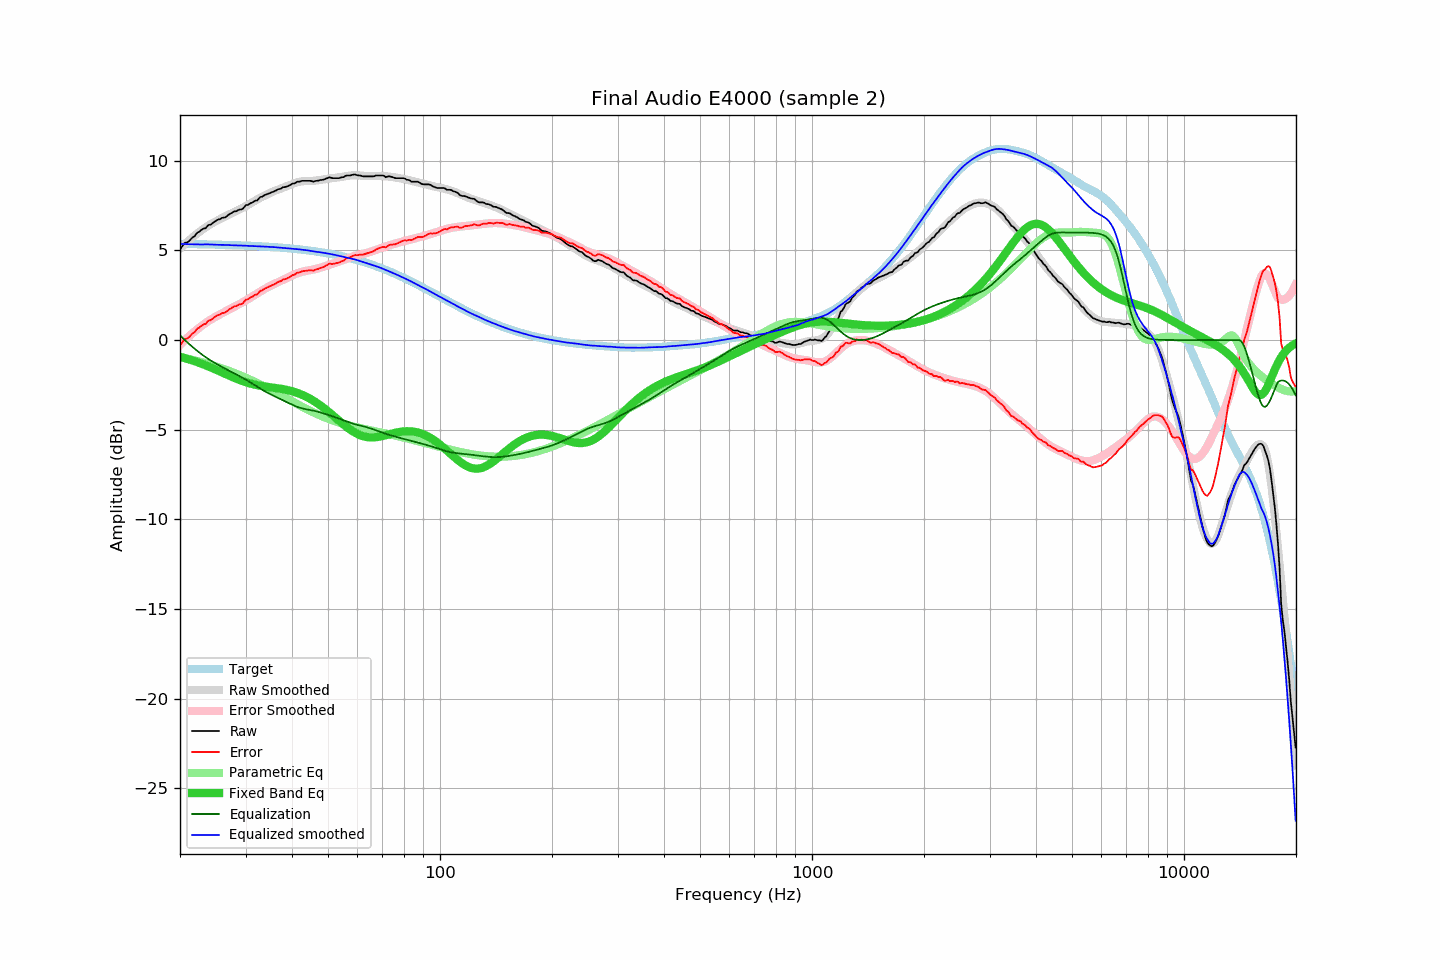 Final Audio E4000 (sample 2)
10
5
0
−5
−10
−15
−20
−25
Amplitude (dBr)
Target
Raw Smoothed
Error Smoothed
Raw
Error
Parametric Eq
Fixed Band Eq
Equalization
Equalized smoothed
100
1000
10000
Frequency (Hz)